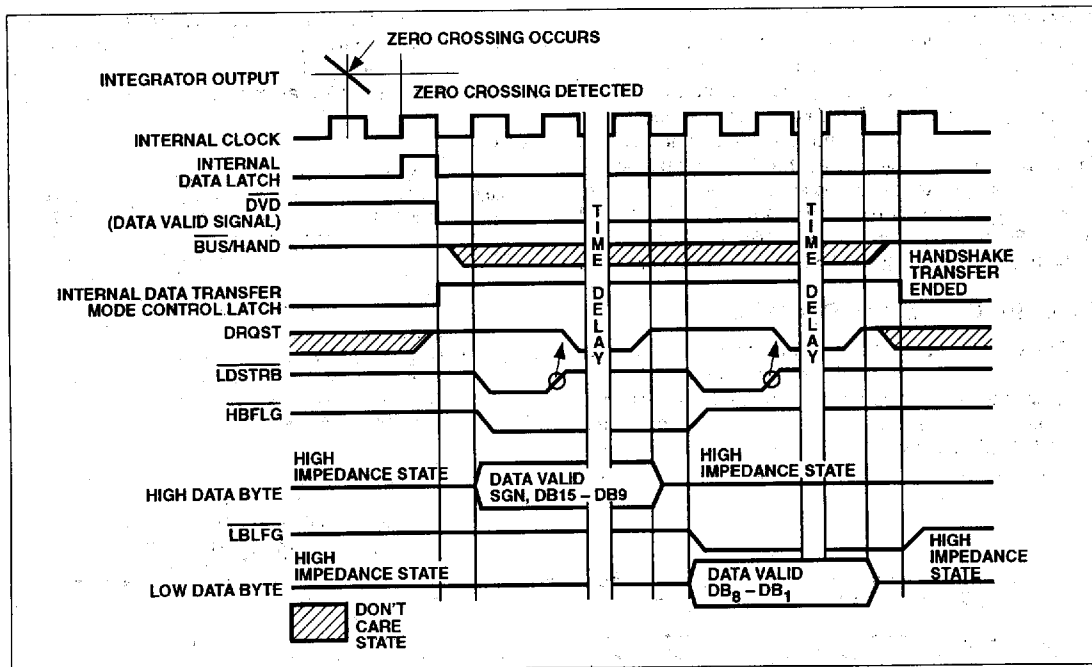 ZERO CROSSING OCCURS
INTEGRATOR OUTPUT
ZERO CROSSING DETECTED
INTERNAL CLOCK
INTERNAL
DATA LATCH
DVD
(DATA VALID SIGNAL)
BUS/HAND
INTERNAL DATA TRANSFER
MODE CONTROL LATCH
TIME DELAY
TIME DELAY
HANDSHAKE
TRANSFER
ENDED
DRQST
LDSTRB
HBFLG
HIGH
IMPEDANCE STATE
HIGH DATA BYTE
DATA VALID
SGN, DB15 – DB9
HIGH
IMPEDANCE STATE
LBLFG
HIGH
IMPEDANCE STATE
LOW DATA BYTE
DATA VALID
DB8 – DB1
HIGH
IMPEDANCE
STATE
DON'T
CARE
STATE